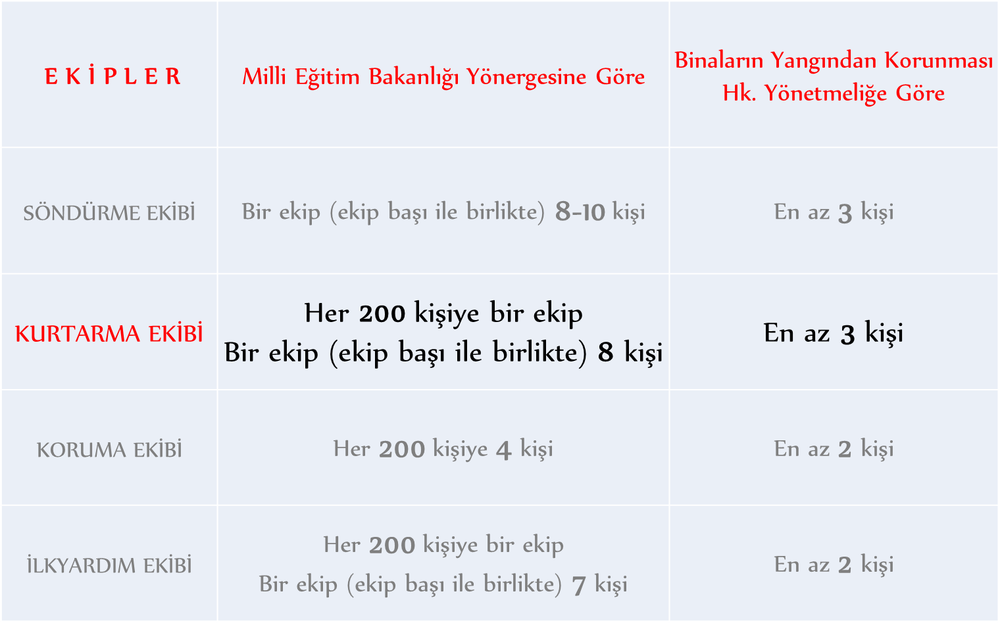 E K İ P L E R
Milli Eğitim Bakanlığı Yönergesine Göre
Binaların Yangından Korunması
Hk. Yönetmeliğe Göre
SÖNDÜRME EKİBİ
Bir ekip (ekip başı ile birlikte) 8-10 kişi
En az 3 kişi
KURTARMA EKİBİ
Her 200 kişiye bir ekip
Bir ekip (ekip başı ile birlikte) 8 kişi
En az 3 kişi
KORUMA EKİBİ
Her 200 kişiye 4 kişi
En az 2 kişi
İLKYARDIM EKİBİ
Her 200 kişiye bir ekip
Bir ekip (ekip başı ile birlikte) 7 kişi
En az 2 kişi